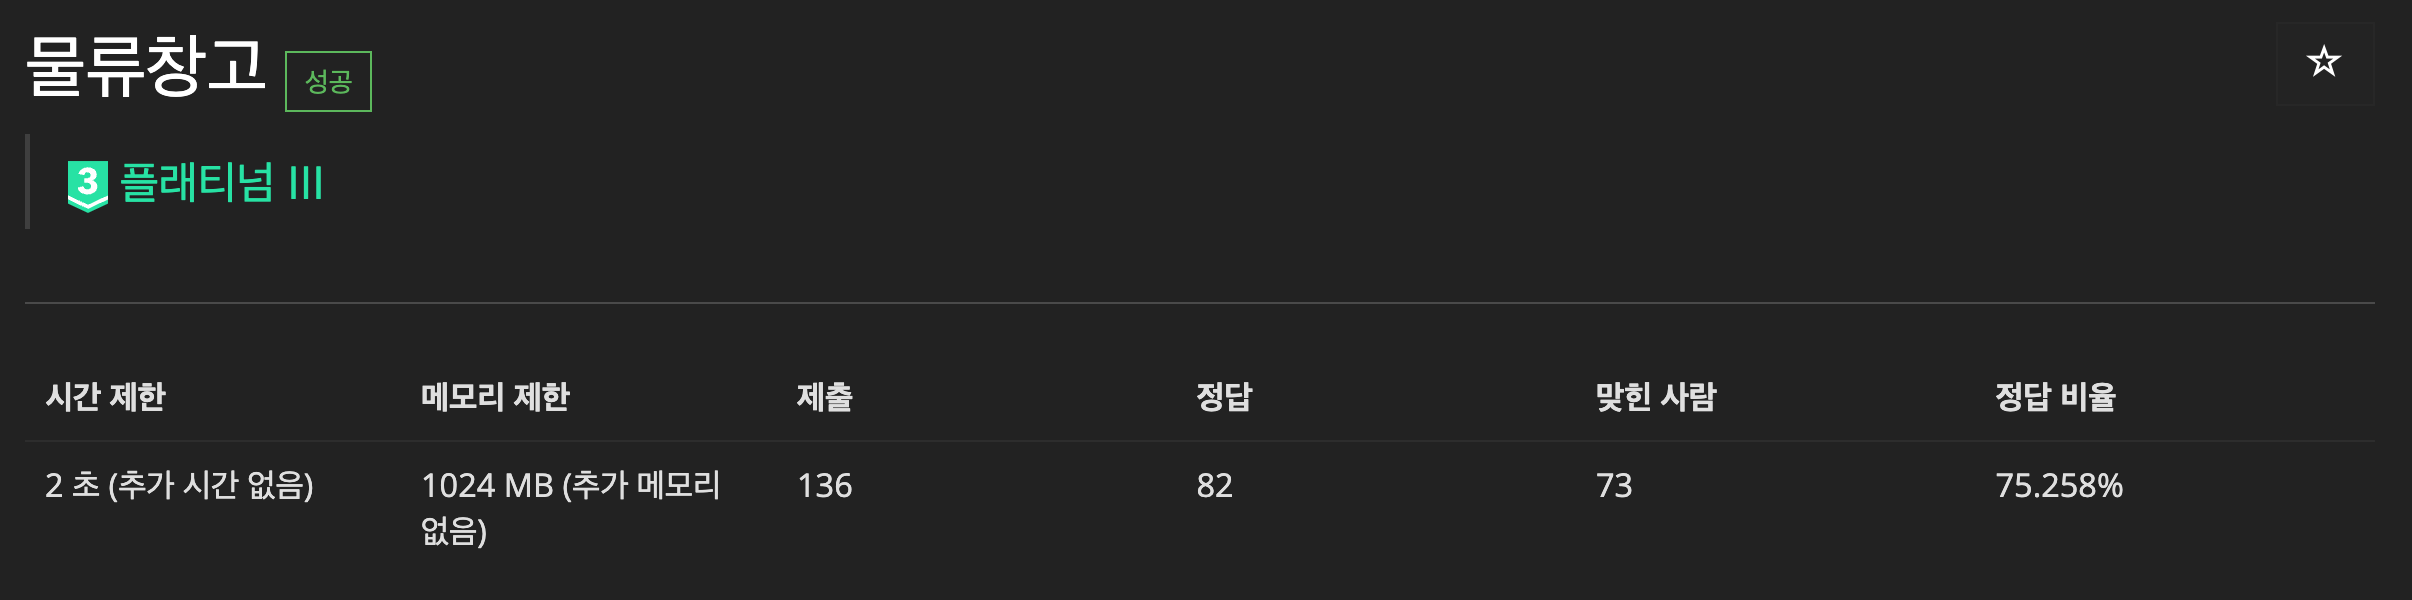 물류창고 성공
3 플래티넘 III
시간 제한 메모리 제한 제출 정답 맞힌 사람 정답 비율
2 초 (추가 시간 없음) 1024 MB (추가 메모리 136 82 73 75.258%
없음)